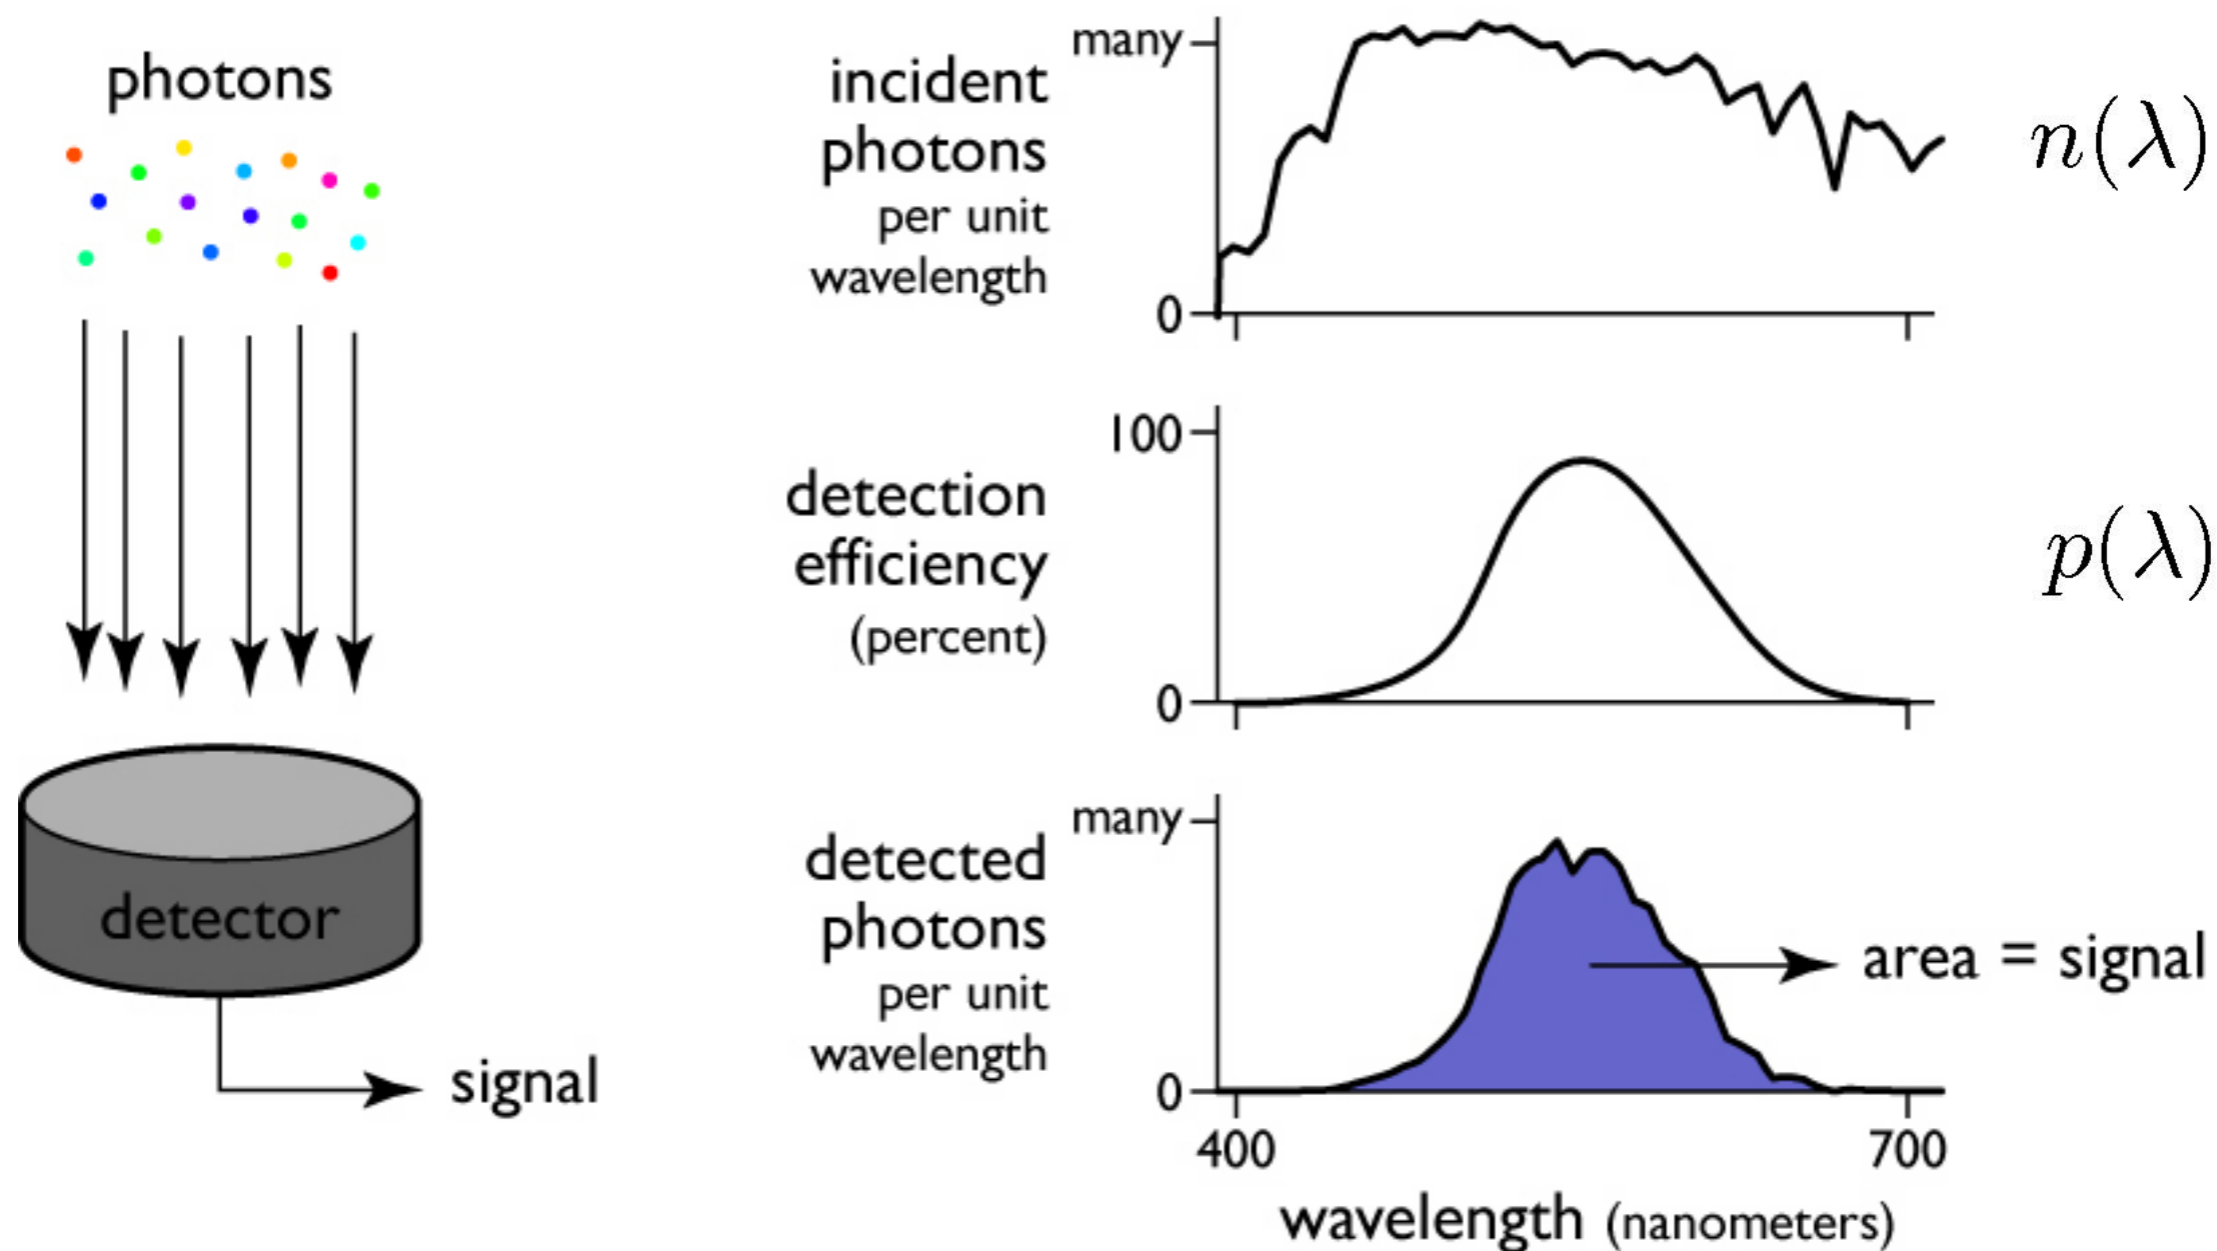 photons
detector
signal
many
incident
photons
per unit
wavelength
0
n(λ)
100
detection
efficiency
(percent)
0
p(λ)
many
detected
photons
per unit
wavelength
0
area = signal
400
700
wavelength (nanometers)